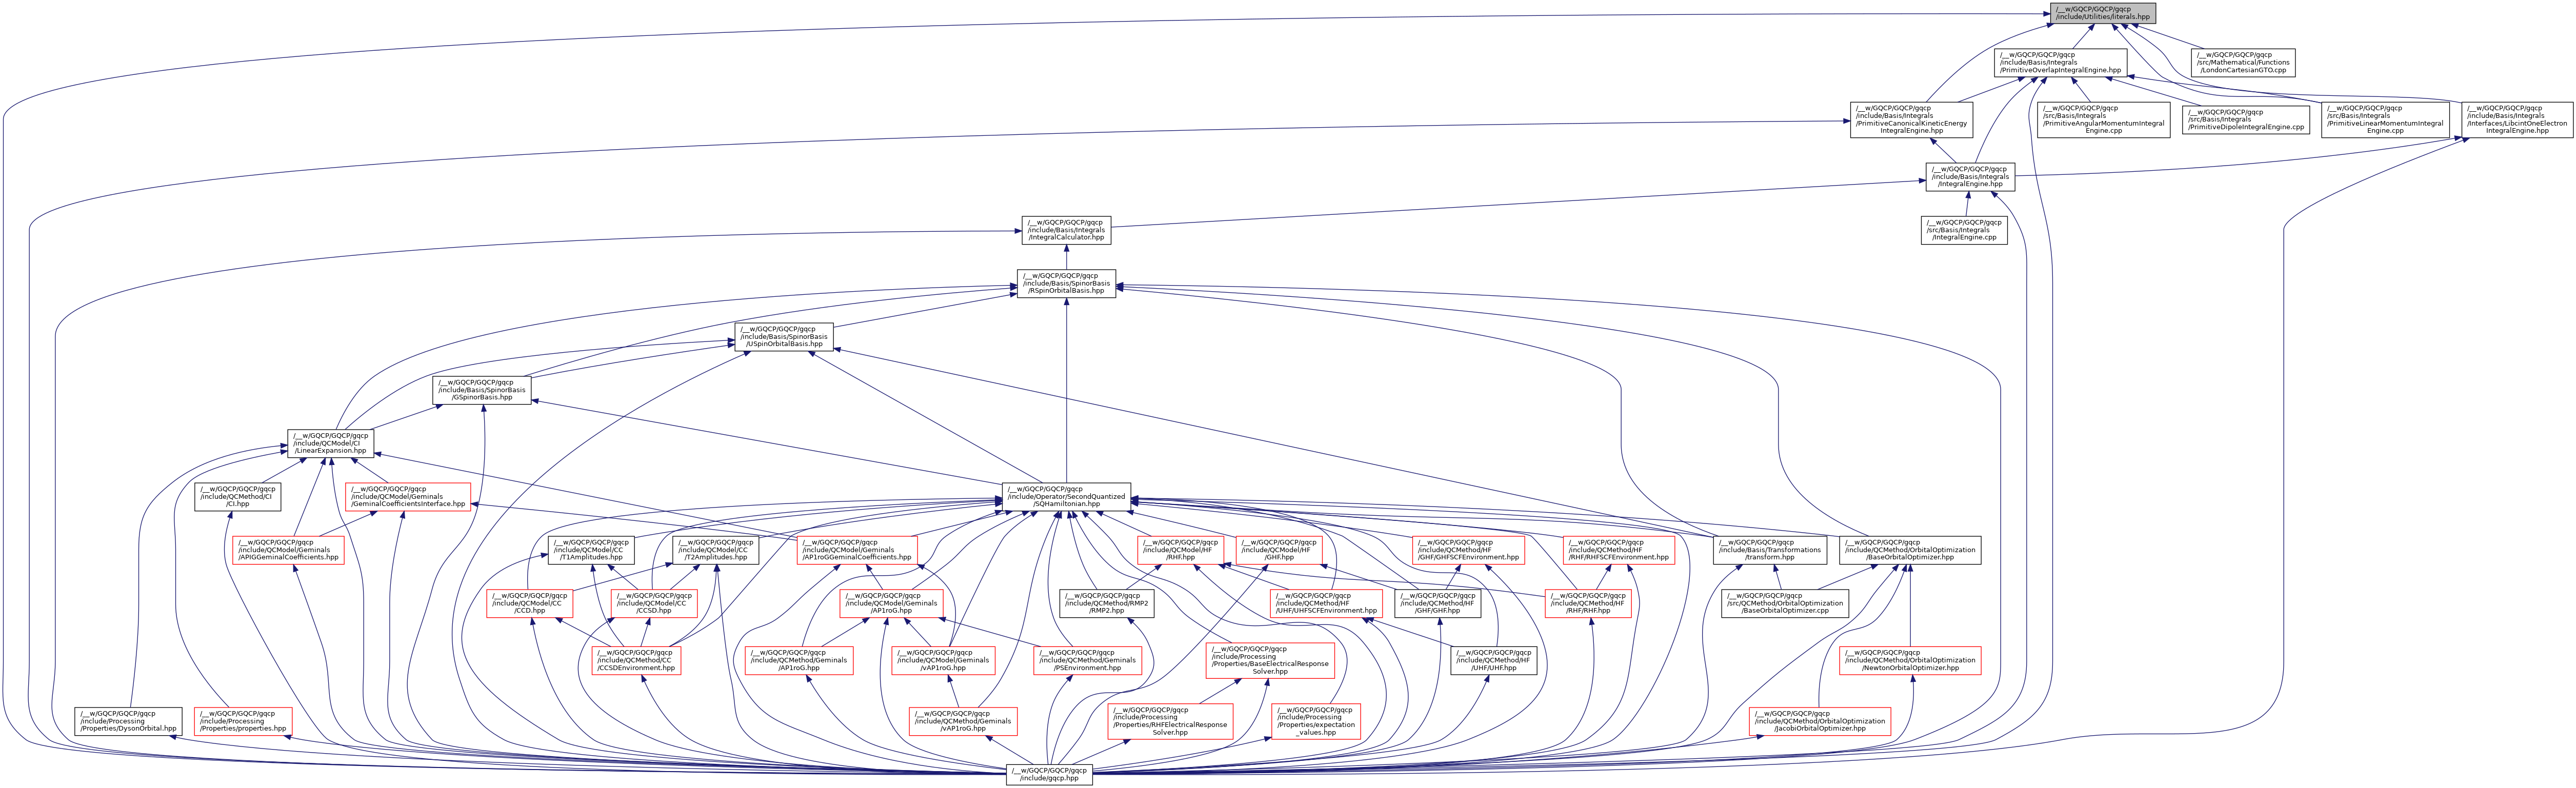 /__w/GQCP/GQCP/gqcp
/include/Utilities/literals.hpp
/__w/GQCP/GQCP/gqcp
/include/Basis/Integrals
/PrimitiveOverlapIntegralEngine.hpp
/__w/GQCP/GQCP/gqcp
/src/Mathematical/Functions
/LondonCartesianGTO.cpp
/__w/GQCP/GQCP/gqcp
/include/Basis/Integrals
/PrimitiveCanonicalKineticEnergy
IntegralEngine.hpp
/__w/GQCP/GQCP/gqcp
/src/Basis/Integrals
/PrimitiveAngularMomentumIntegral
Engine.cpp
/__w/GQCP/GQCP/gqcp
/src/Basis/Integrals
/PrimitiveDipoleIntegralEngine.cpp
/__w/GQCP/GQCP/gqcp
/src/Basis/Integrals
/PrimitiveLinearMomentumIntegral
Engine.cpp
/__w/GQCP/GQCP/gqcp
/include/Basis/Integrals
/Interfaces/LibcintOneElectron
IntegralEngine.hpp
/__w/GQCP/GQCP/gqcp
/include/Basis/Integrals
/IntegralEngine.hpp
/__w/GQCP/GQCP/gqcp
/include/Basis/Integrals
/IntegralCalculator.hpp
/__w/GQCP/GQCP/gqcp
/src/Basis/Integrals
/IntegralEngine.cpp
/__w/GQCP/GQCP/gqcp
/include/Basis/SpinorBasis
/RSpinOrbitalBasis.hpp
/__w/GQCP/GQCP/gqcp
/include/Basis/SpinorBasis
/USpinOrbitalBasis.hpp
/__w/GQCP/GQCP/gqcp
/include/Basis/SpinorBasis
/GSpinorBasis.hpp
/__w/GQCP/GQCP/gqcp
/include/QCModel/CI
/LinearExpansion.hpp
/__w/GQCP/GQCP/gqcp
/include/QCMethod/CI
/CI.hpp
/__w/GQCP/GQCP/gqcp
/include/QCModel/Geminals
/GeminalCoefficientsInterface.hpp
/__w/GQCP/GQCP/gqcp
/include/Operator/SecondQuantized
/SQHamiltonian.hpp
/__w/GQCP/GQCP/gqcp
/include/QCModel/Geminals
/APIGGeminalCoefficients.hpp
/__w/GQCP/GQCP/gqcp
/include/QCModel/CC
/T1Amplitudes.hpp
/__w/GQCP/GQCP/gqcp
/include/QCModel/CC
/T2Amplitudes.hpp
/__w/GQCP/GQCP/gqcp
/include/QCModel/Geminals
/AP1roGGeminalCoefficients.hpp
/__w/GQCP/GQCP/gqcp
/include/QCModel/HF
/RHF.hpp
/__w/GQCP/GQCP/gqcp
/include/QCModel/HF
/GHF.hpp
/__w/GQCP/GQCP/gqcp
/include/QCMethod/HF
/GHF/GHFSCFEnvironment.hpp
/__w/GQCP/GQCP/gqcp
/include/QCMethod/HF
/RHF/RHFSCFEnvironment.hpp
/__w/GQCP/GQCP/gqcp
/include/Basis/Transformations
/transform.hpp
/__w/GQCP/GQCP/gqcp
/include/QCMethod/OrbitalOptimization
/BaseOrbitalOptimizer.hpp
/__w/GQCP/GQCP/gqcp
/include/QCModel/CC
/CCD.hpp
/__w/GQCP/GQCP/gqcp
/include/QCModel/CC
/CCSD.hpp
/__w/GQCP/GQCP/gqcp
/include/QCModel/Geminals
/AP1roG.hpp
/__w/GQCP/GQCP/gqcp
/include/QCMethod/RMP2
/RMP2.hpp
/__w/GQCP/GQCP/gqcp
/include/QCMethod/HF
/UHF/UHFSCFEnvironment.hpp
/__w/GQCP/GQCP/gqcp
/include/QCMethod/HF
/GHF/GHF.hpp
/__w/GQCP/GQCP/gqcp
/include/QCMethod/HF
/RHF/RHF.hpp
/__w/GQCP/GQCP/gqcp
/src/QCMethod/OrbitalOptimization
/BaseOrbitalOptimizer.cpp
/__w/GQCP/GQCP/gqcp
/include/QCMethod/CC
/CCSDEnvironment.hpp
/__w/GQCP/GQCP/gqcp
/include/QCMethod/Geminals
/AP1roG.hpp
/__w/GQCP/GQCP/gqcp
/include/QCModel/Geminals
/vAP1roG.hpp
/__w/GQCP/GQCP/gqcp
/include/QCMethod/Geminals
/PSEnvironment.hpp
/__w/GQCP/GQCP/gqcp
/include/Processing
/Properties/BaseElectricalResponse
Solver.hpp
/__w/GQCP/GQCP/gqcp
/include/QCMethod/HF
/UHF/UHF.hpp
/__w/GQCP/GQCP/gqcp
/include/QCMethod/OrbitalOptimization
/NewtonOrbitalOptimizer.hpp
/__w/GQCP/GQCP/gqcp
/include/Processing
/Properties/DysonOrbital.hpp
/__w/GQCP/GQCP/gqcp
/include/Processing
/Properties/properties.hpp
/__w/GQCP/GQCP/gqcp
/include/QCMethod/Geminals
/vAP1roG.hpp
/__w/GQCP/GQCP/gqcp
/include/Processing
/Properties/RHFElectricalResponse
Solver.hpp
/__w/GQCP/GQCP/gqcp
/include/Processing
/Properties/expectation
_values.hpp
/__w/GQCP/GQCP/gqcp
/include/QCMethod/OrbitalOptimization
/JacobiOrbitalOptimizer.hpp
/__w/GQCP/GQCP/gqcp
/include/gqcp.hpp